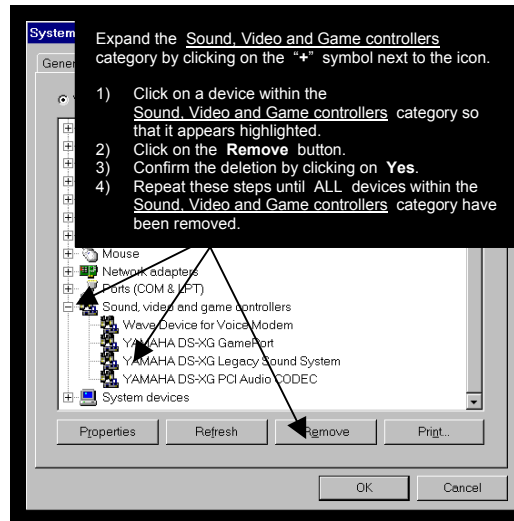 System
Gener
Expand the Sound, Video and Game controllers
category by clicking on the "+" symbol next to the icon.
1) Click on a device within the
Sound, Video and Game controllers category so
that it appears highlighted.
2) Click on the Remove button.
3) Confirm the deletion by clicking on Yes.
4) Repeat these steps until ALL devices within the
Sound, Video and Game controllers category have
been removed.
Mouse
Network adapters
Ports (COM & LPT)
Sound, video and game controllers
Wave Device for Voice Modem
YAMAHA DS-XG GamePort
YAMAHA DS-XG Legacy Sound System
YAMAHA DS-XG PCI Audio CODEC
System devices
Properties Refresh Remove Print...
OK Cancel